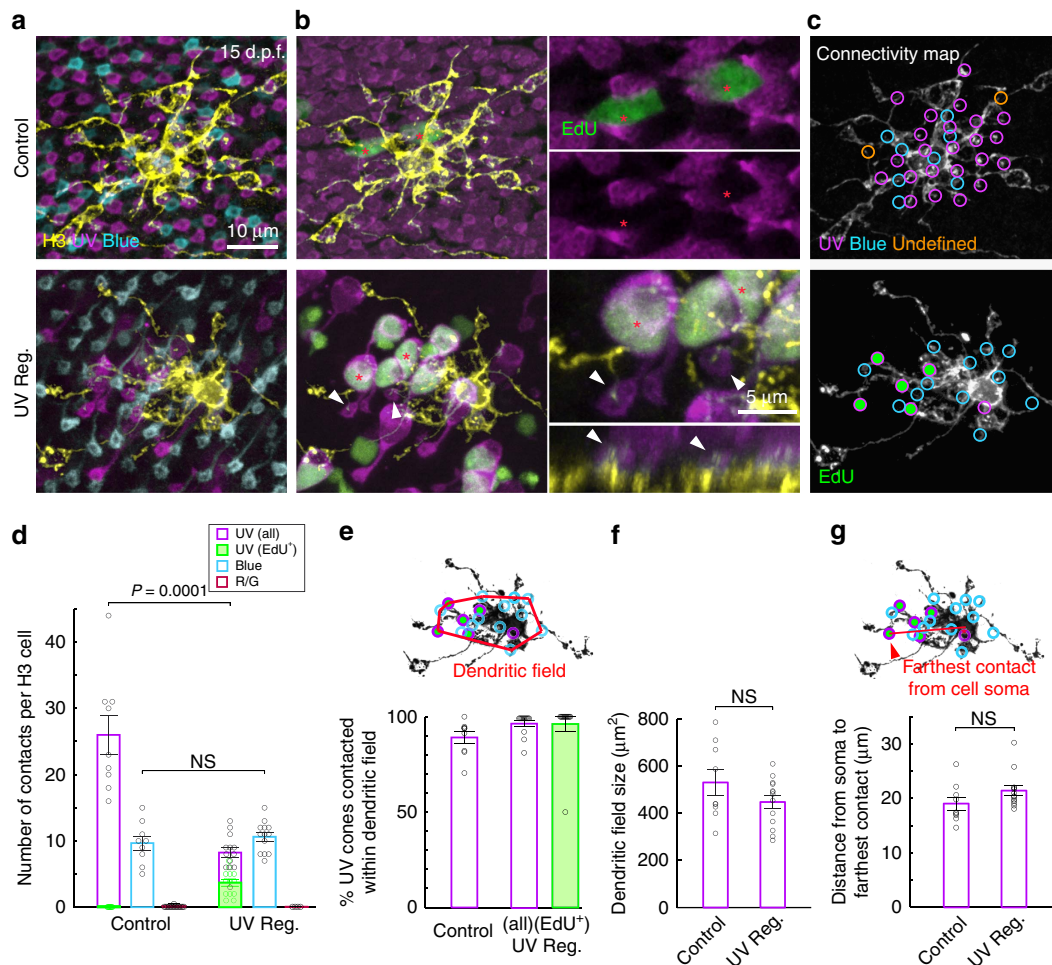 a
b
c
Control
15 d.p.f.
H3 UV Blue
10 μm
*
*
*
*
EdU
*
*
Connectivity map
UV Blue Undefined
UV Reg.
*
*
*
*
5 μm
EdU
d
UV (all)
UV (EdU⁺)
Blue
R/G
P = 0.0001
NS
Number of contacts per H3 cell
40
30
20
10
0
Control
UV Reg.
e
Dendritic field
% UV cones contacted
within dendritic field
100
50
0
Control
(all)(EdU⁺)
UV Reg.
f
NS
Dendritic field size (μm²)
800
600
400
200
0
Control
UV Reg.
g
Farthest contact
from cell soma
NS
Distance from soma to
farthest contact (μm)
40
30
20
10
0
Control
UV Reg.